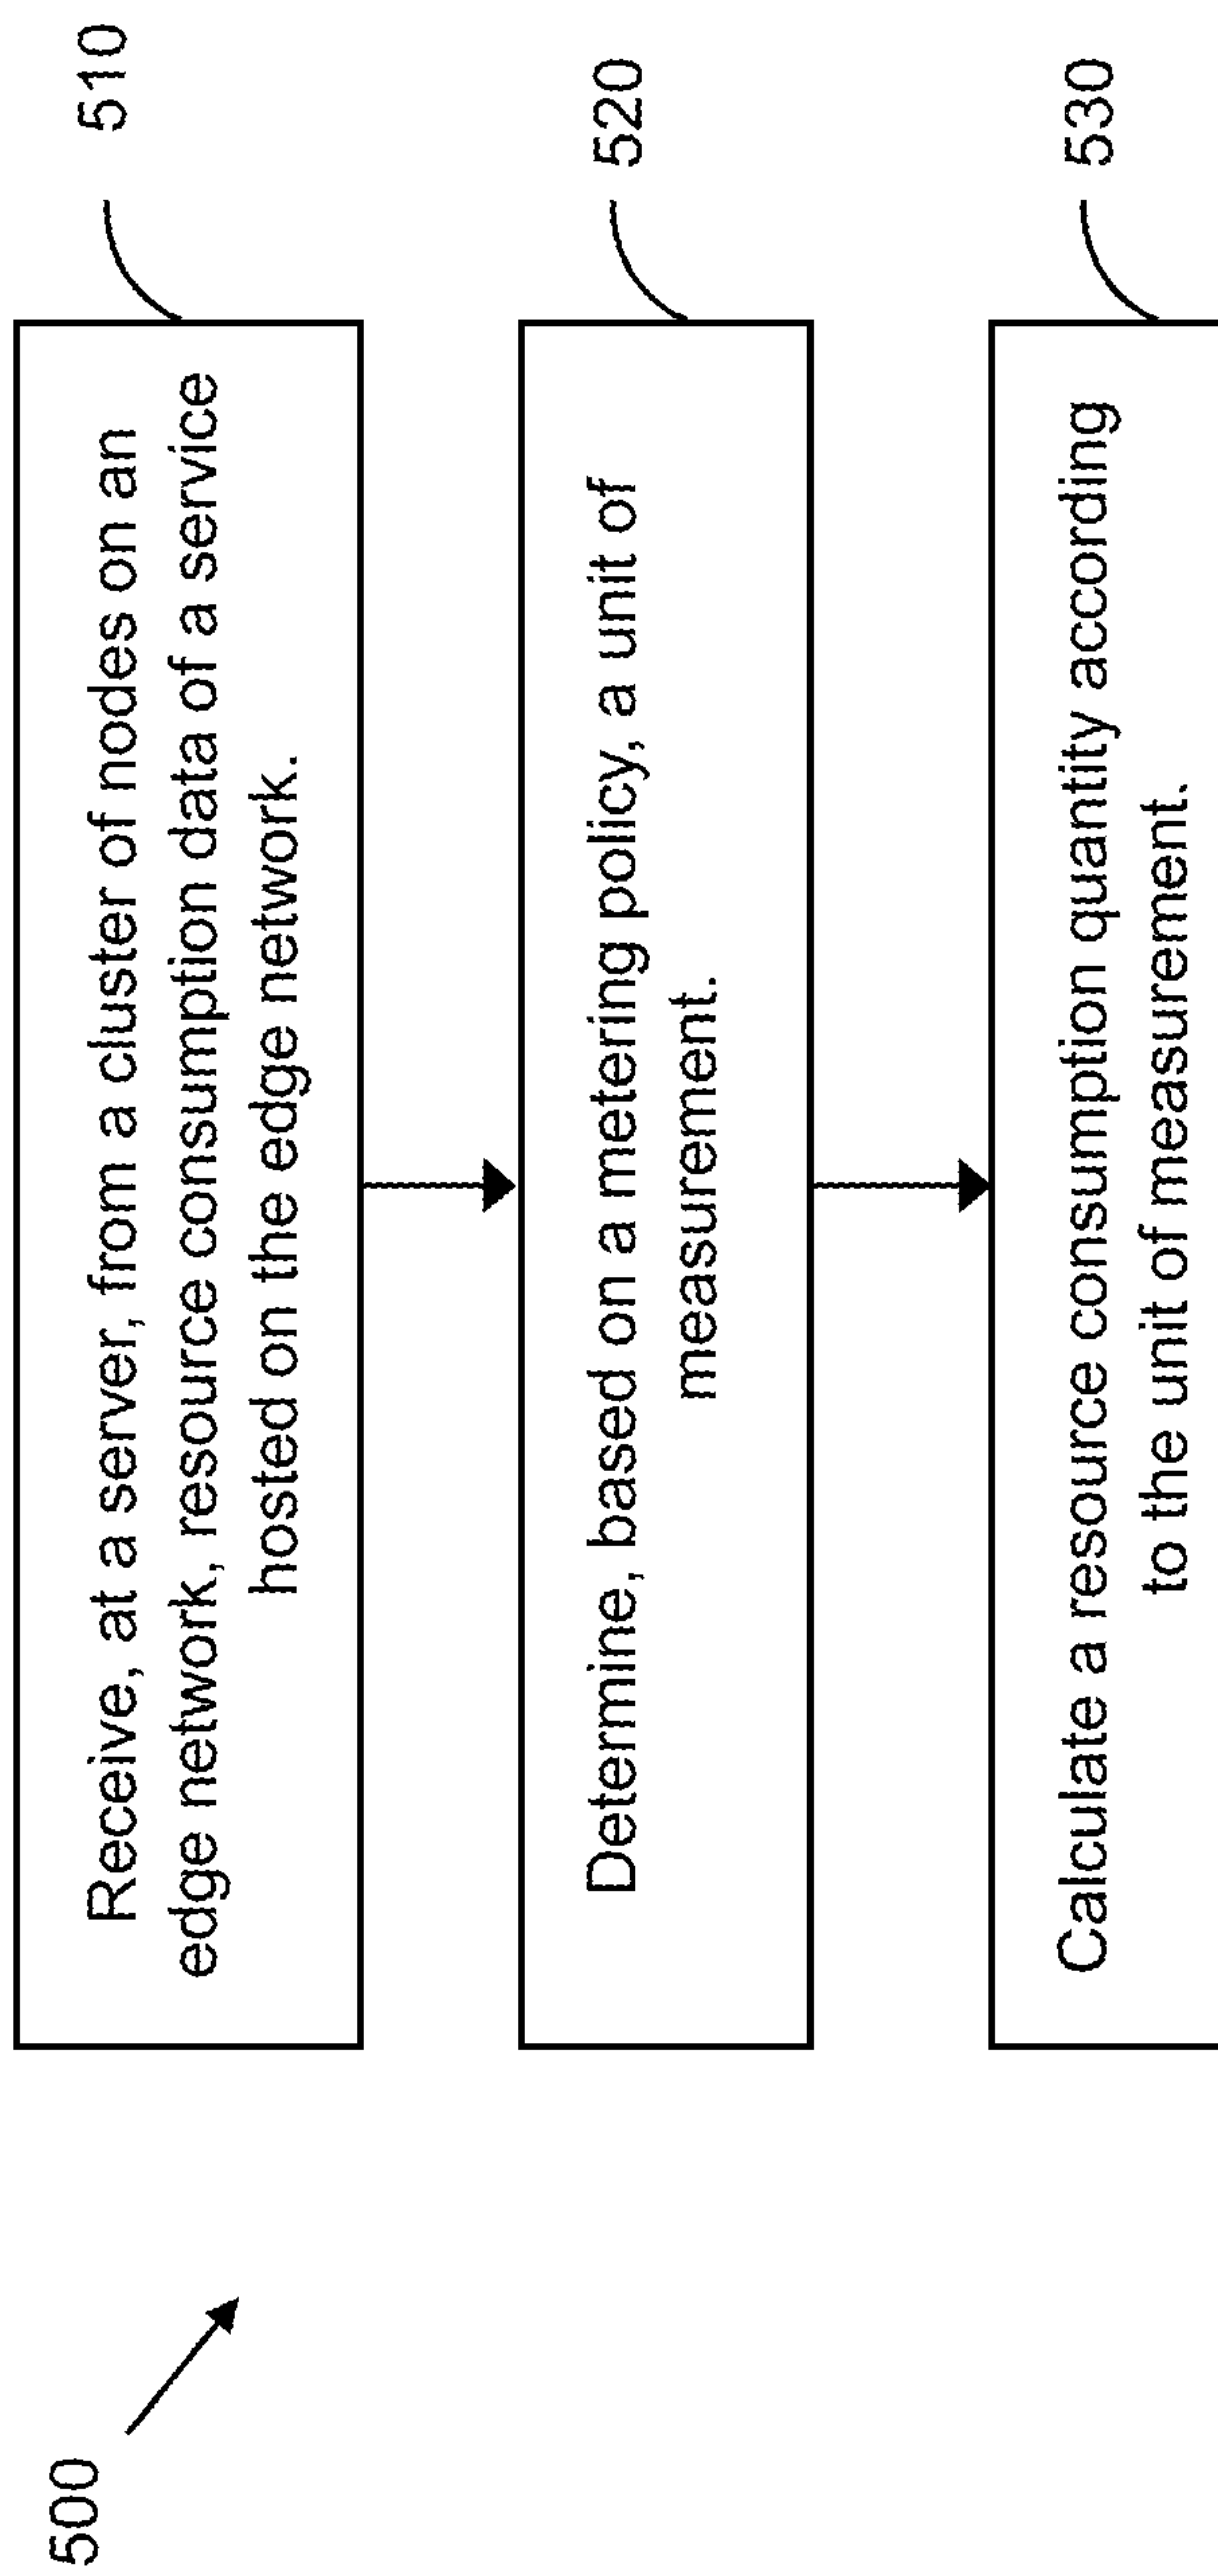 500
Receive, at a server, from a cluster of nodes on an
edge network, resource consumption data of a service
hosted on the edge network.
510
Determine, based on a metering policy, a unit of
measurement.
520
Calculate a resource consumption quantity according
to the unit of measurement.
530